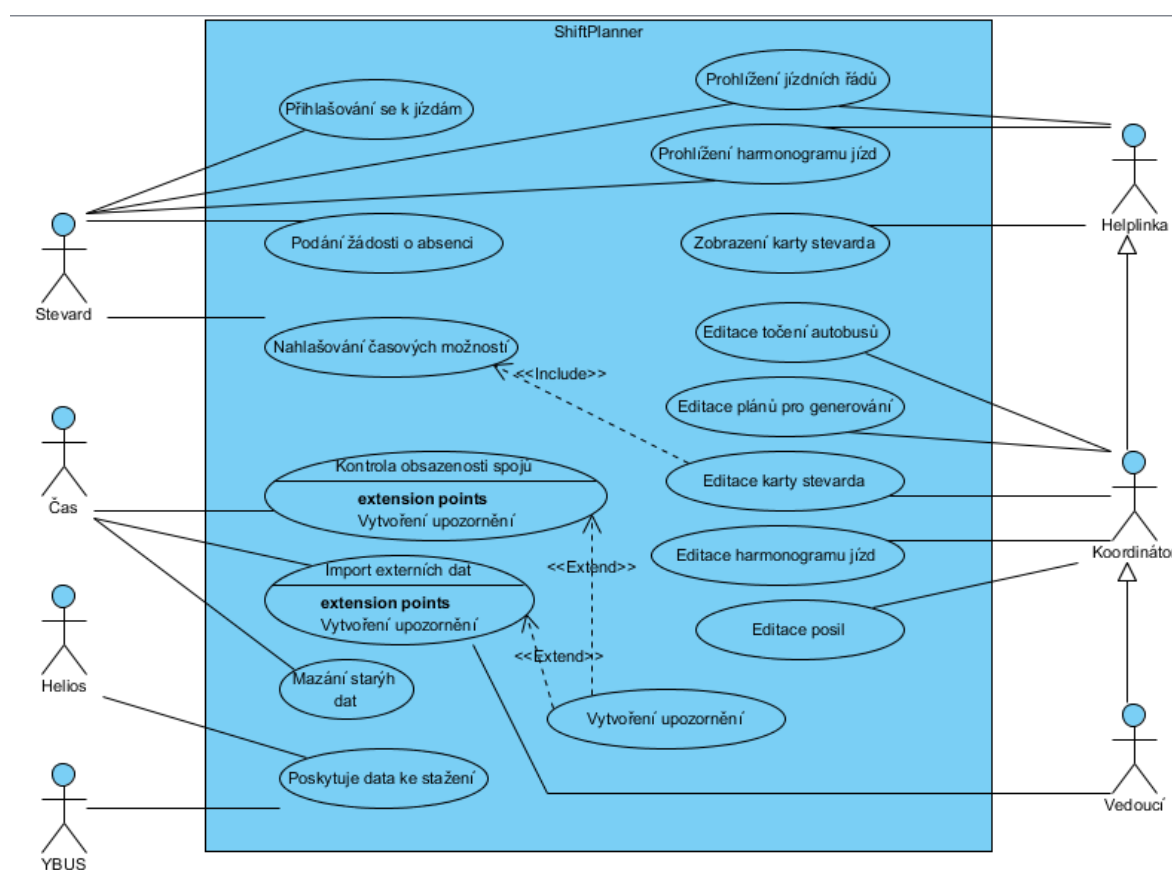 ShiftPlanner
Prohlížení jízdních řádů
Přihlašování se k jízdám
Prohlížení harmonogramu jízd
Helplinka
Podání žádosti o absenci
Zobrazení karty stevarda
Stevard
Editace točení autobusů
Nahlašování časových možností
<<Include>>
Editace plánů pro generování
Kontrola obsazenosti spojů
Editace karty stevarda
extension points
Čas
Vytvoření upozornění
Editace harmonogramu jízd
Koordináto
Import externích dat
<<Extend>>
extension points
Vytvoření upozornění
Editace posil
<<Extend>>
Helios
Mazání starýh
dat
Vytvoření upozornění
Poskytuje data ke stažení
Vedoucí
YBUS